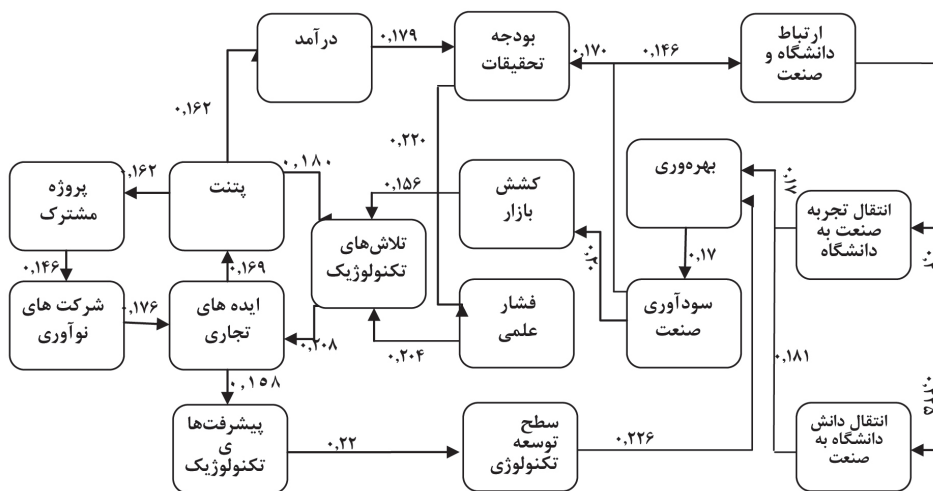 درآمد
۰,۱۷۹
بودجه
تحقیقات
۰,۱۷۰
۰,۱۴۶
ارتباط
دانشگاه و
صنعت
۰,۱۶۲
۰,۲۲۰
پروژه
مشترک
۰,۱۶۲
پتنت
۰,۱۸۰
۰,۱۵۶
کشش
بازار
بهره‌وری
۰,۱۷
انتقال تجربه
صنعت به
دانشگاه
تلاش‌های
تکنولوژیک
۰,۲۰
۰,۱۷
۰,۱۴۶
۰,۱۶۹
شرکت های
نوآوری
۰,۱۷۶
ایده های
تجاری
۰,۲۰۸
فشار
علمی
۰,۲۰۴
سودآوری
صنعت
۰,۱۸۱
۰,۱۵۸
پیشرفت‌ها
ی
تکنولوژیک
۰,۲۲
سطح
توسعه
تکنولوژی
۰,۲۲۶
انتقال دانش
دانشگاه به
صنعت